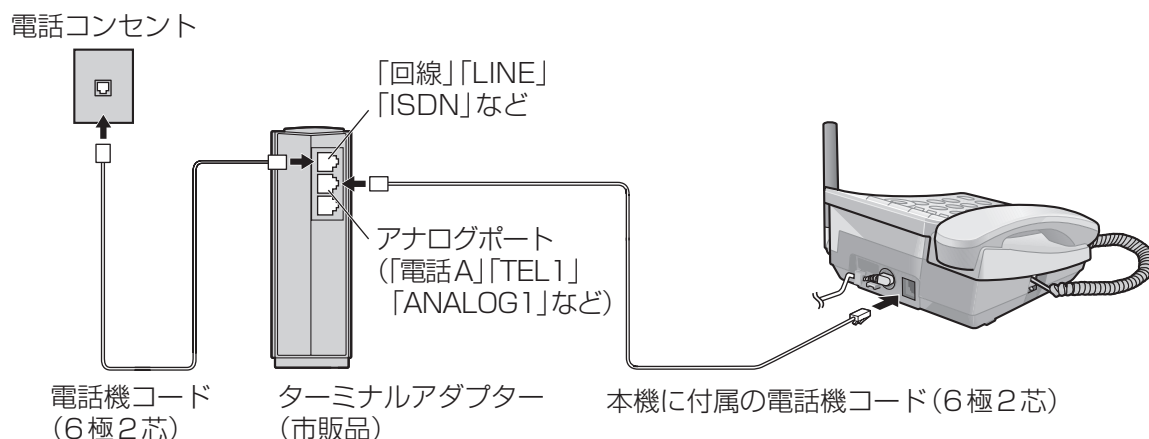 電話コンセント
「回線」「LINE」
「ISDN」など
アナログポート
(「電話A」「TEL1」
「ANALOG1」など)
電話機コード
(6極2芯)
ターミナルアダプター
(市販品)
本機に付属の電話機コード(6極2芯)